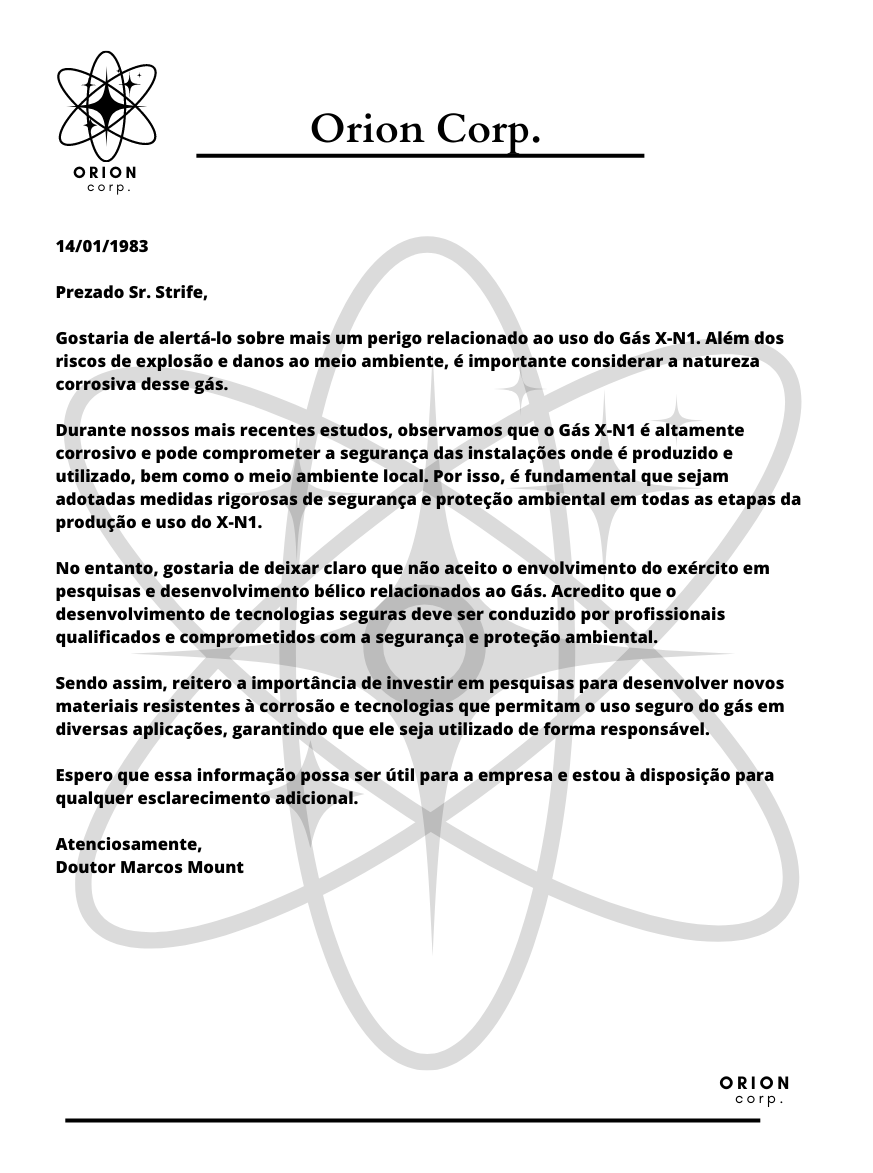 ORION
corp.
Orion Corp.
14/01/1983
Prezado Sr. Strife,
Gostaria de alertá-lo sobre mais um perigo relacionado ao uso do Gás X-N1. Além dos
riscos de explosão e danos ao meio ambiente, é importante considerar a natureza
corrosiva desse gás.
Durante nossos mais recentes estudos, observamos que o Gás X-N1 é altamente
corrosivo e pode comprometer a segurança das instalações onde é produzido e
utilizado, bem como o meio ambiente local. Por isso, é fundamental que sejam
adotadas medidas rigorosas de segurança e proteção ambiental em todas as etapas da
produção e uso do X-N1.
No entanto, gostaria de deixar claro que não aceito o envolvimento do exército em
pesquisas e desenvolvimento bélico relacionados ao Gás. Acredito que o
desenvolvimento de tecnologias seguras deve ser conduzido por profissionais
qualificados e comprometidos com a segurança e proteção ambiental.
Sendo assim, reitero a importância de investir em pesquisas para desenvolver novos
materiais resistentes à corrosão e tecnologias que permitam o uso seguro do gás em
diversas aplicações, garantindo que ele seja utilizado de forma responsável.
Espero que essa informação possa ser útil para a empresa e estou à disposição para
qualquer esclarecimento adicional.
Atenciosamente,
Doutor Marcos Mount
ORION
corp.